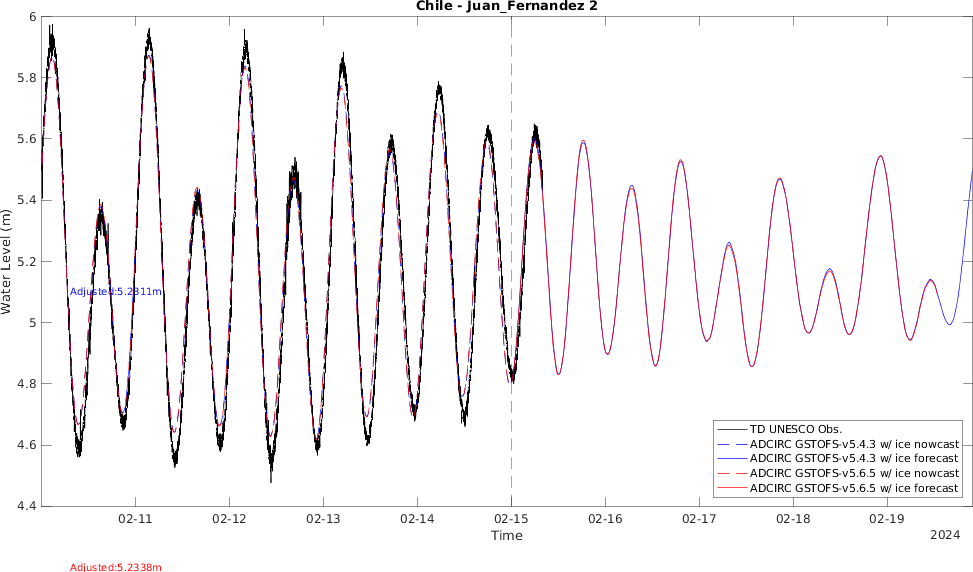 Chile - Juan_Fernandez 2
Water Level (m)
6
5.8
5.6
5.4
5.2
5
4.8
4.6
4.4
Adjusted:5.2311m
TD UNESCO Obs.
ADCIRC GSTOFS-v5.4.3 w/ ice nowcast
ADCIRC GSTOFS-v5.4.3 w/ ice forecast
ADCIRC GSTOFS-v5.6.5 w/ ice nowcast
ADCIRC GSTOFS-v5.6.5 w/ ice forecast
02-11 02-12 02-13 02-14 02-15 02-16 02-17 02-18 02-19
Time
2024
Adjusted:5.2338m